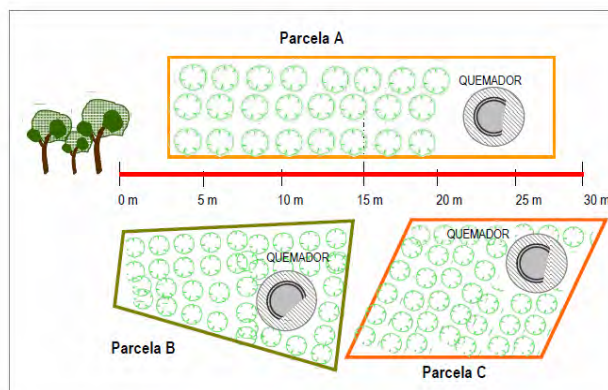 Parcela A
QUEMADOR
0 m 5 m 10 m 15 m 20 m 25 m 30 m
QUEMADOR
QUEMADOR
Parcela B
Parcela C